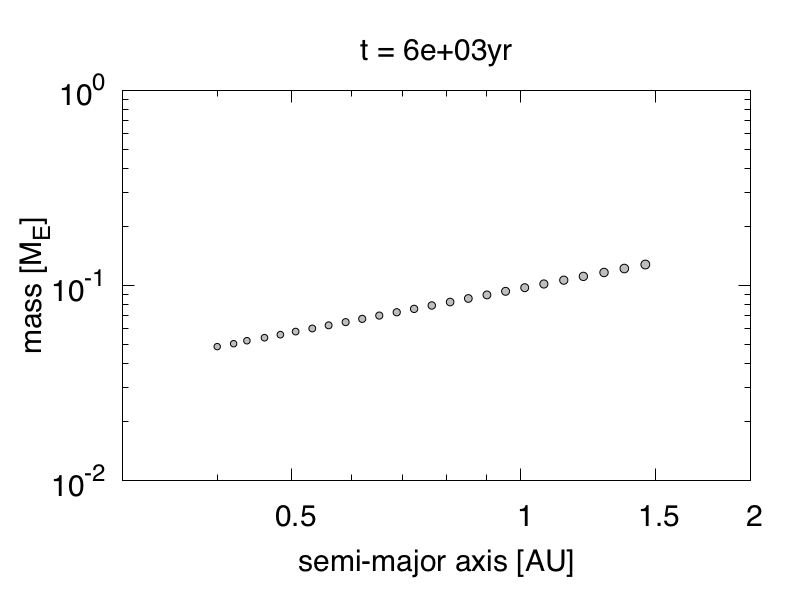 t = 6e+03yr
10^0
10^-1
10^-2
mass [M_E]
0.5 1 1.5 2
semi-major axis [AU]